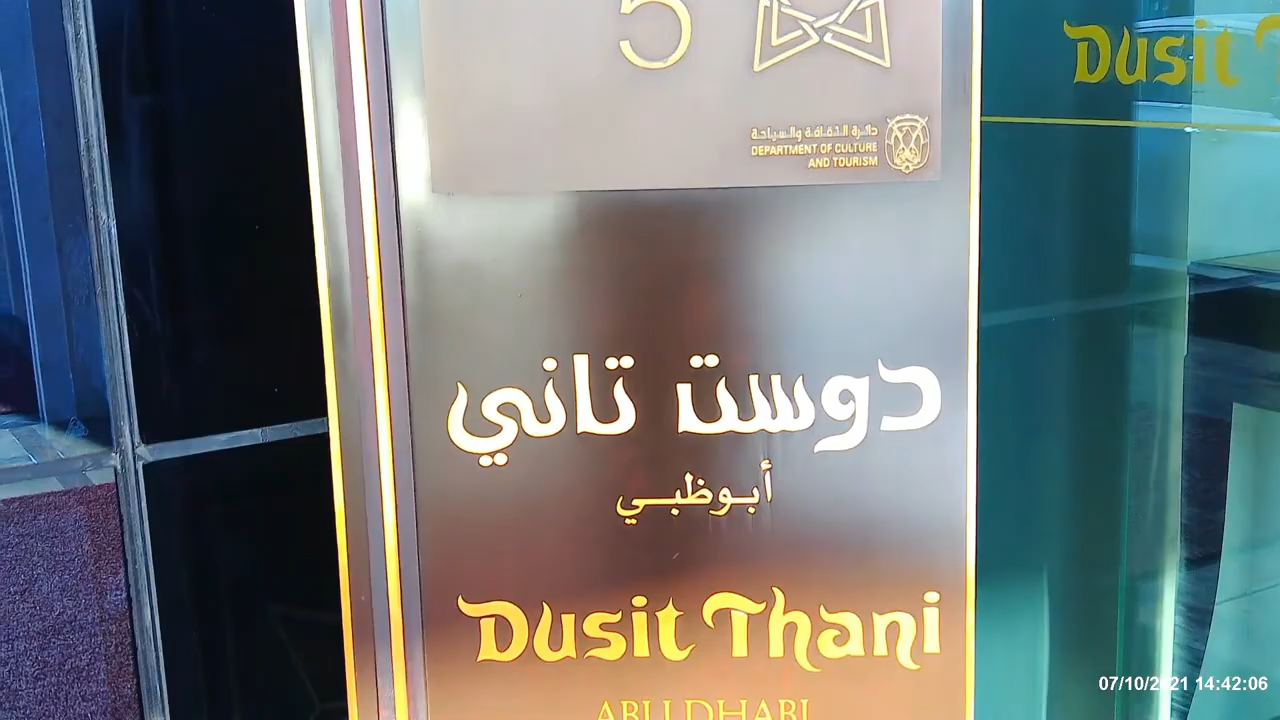 5
دائرة الثقافة والسياحة
DEPARTMENT OF CULTURE
AND TOURISM
دوست تاني
أبوظبي
Dusit Thani
ABU DHABI
Dusit
07/10/2021 14:42:06